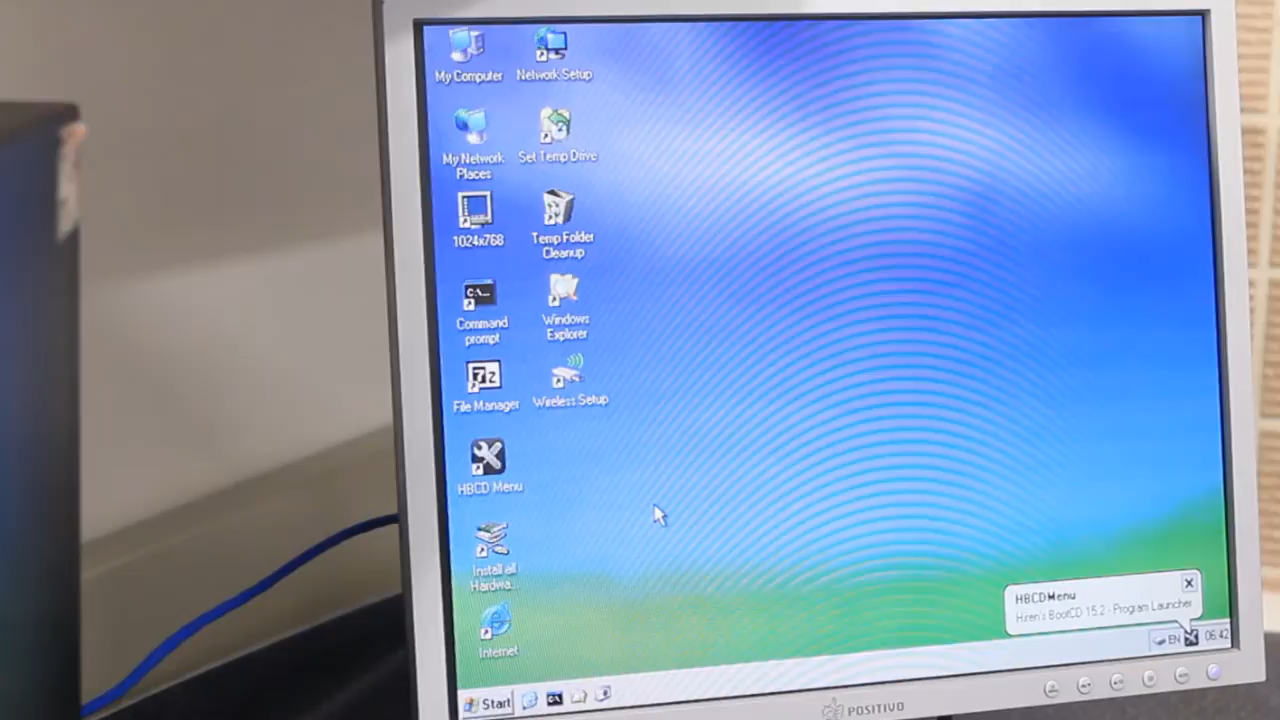 My Computer
Network Setup
My Network
Places
Set Temp Drive
1024x768
Temp Folder
Cleanup
C:\...
Command
prompt
Windows
Explorer
7z
File Manager
Wireless Setup
HBCD Menu
Install all
Hardwa...
Internet
HBCDMenu
Hiren's BootCD 15.2 - Program Launcher
EN
06:42
Start
POSITIVO